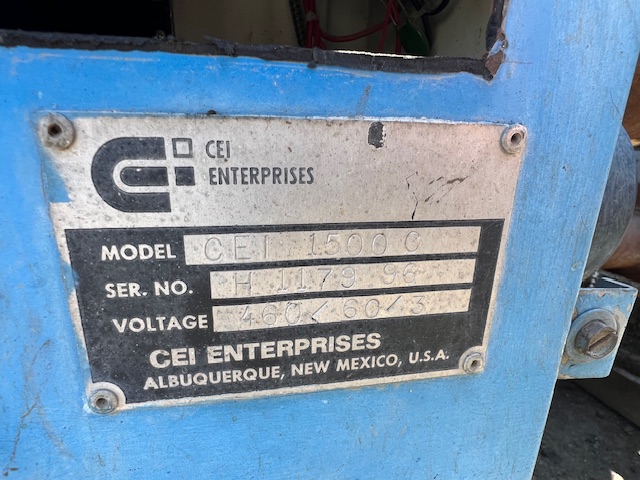 CEI
ENTERPRISES
MODEL CEI 1500 C
SER. NO. H 1179 96
VOLTAGE 460/60/3
CEI ENTERPRISES
ALBUQUERQUE, NEW MEXICO, U.S.A.